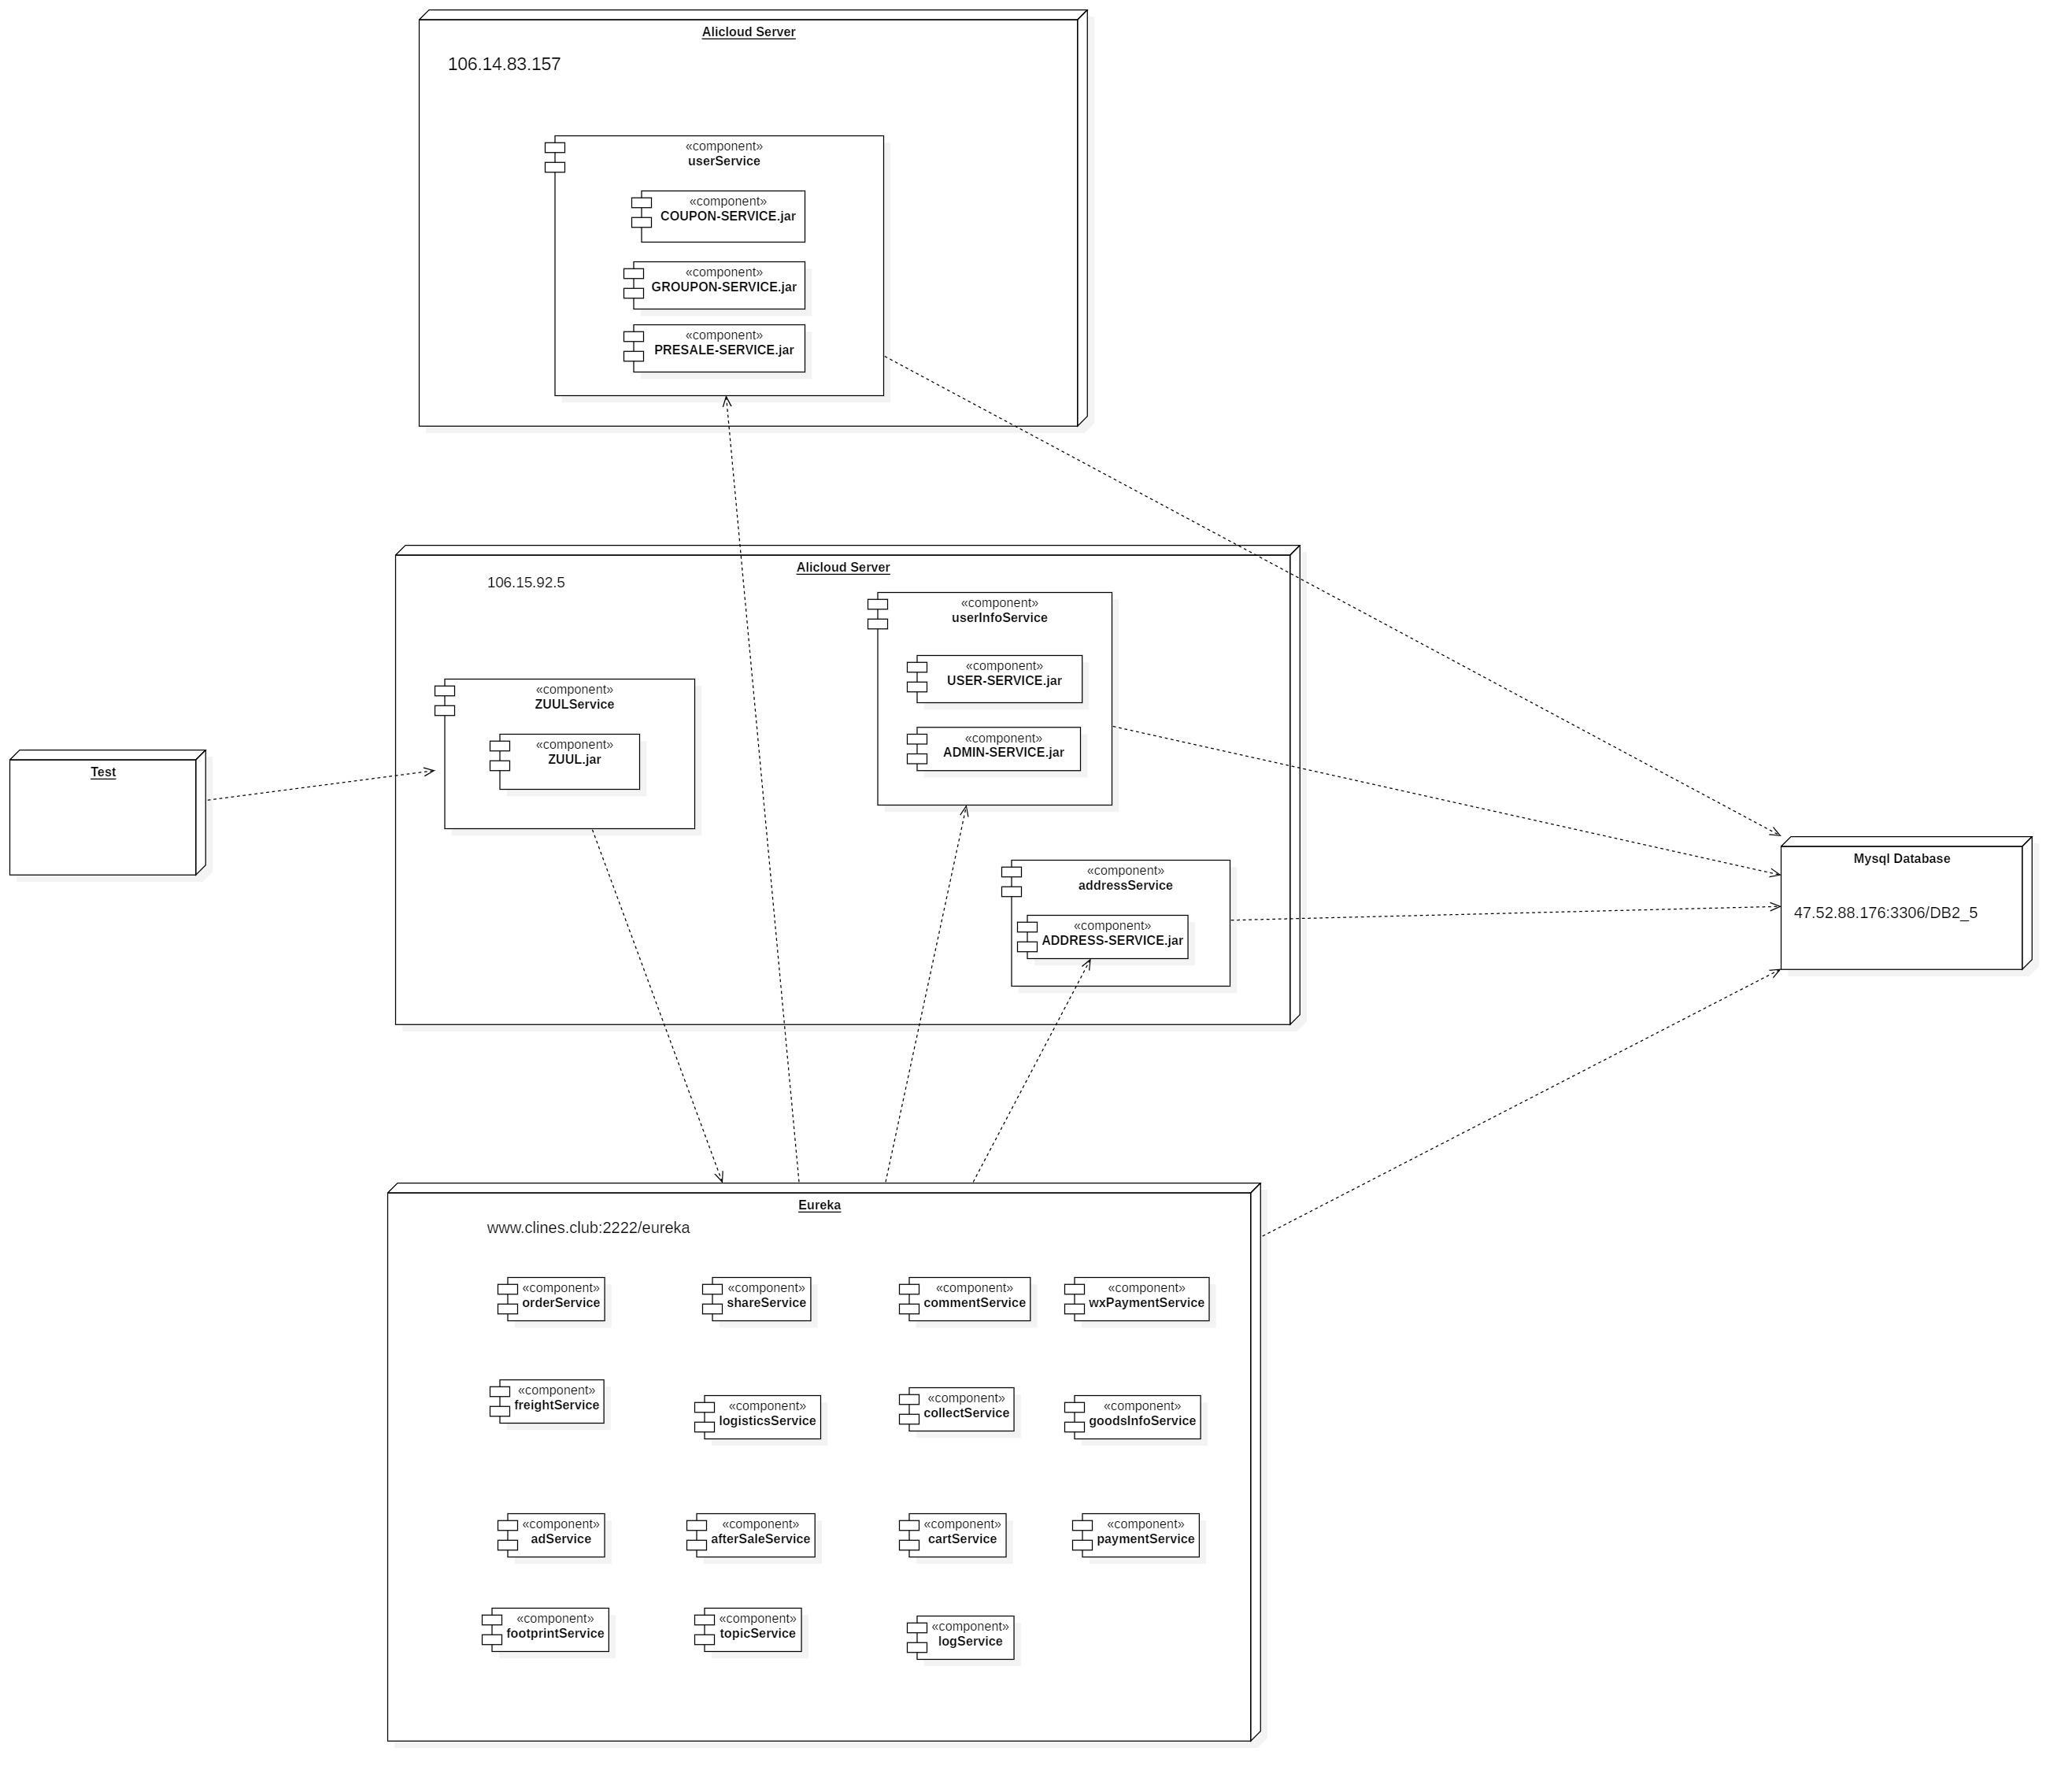 Alicloud Server
106.14.83.157
«component»
userService
«component»
COUPON-SERVICE.jar
«component»
GROUPON-SERVICE.jar
«component»
PRESALE-SERVICE.jar
Alicloud Server
106.15.92.5
«component»
userInfoService
«component»
USER-SERVICE.jar
«component»
ADMIN-SERVICE.jar
«component»
ZUULService
«component»
ZUUL.jar
Test
«component»
addressService
«component»
ADDRESS-SERVICE.jar
Mysql Database
47.52.88.176:3306/DB2_5
Eureka
www.clines.club:2222/eureka
«component»
orderService
«component»
shareService
«component»
commentService
«component»
wxPaymentService
«component»
freightService
«component»
logisticsService
«component»
collectService
«component»
goodsInfoService
«component»
adService
«component»
afterSaleService
«component»
cartService
«component»
paymentService
«component»
footprintService
«component»
topicService
«component»
logService